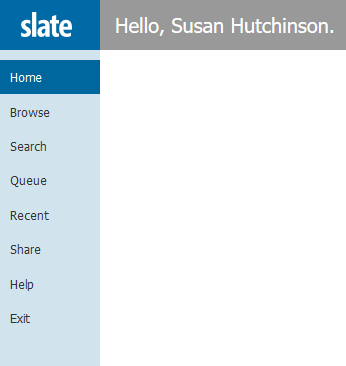 slate
Hello, Susan Hutchinson.
Home
Browse
Search
Queue
Recent
Share
Help
Exit